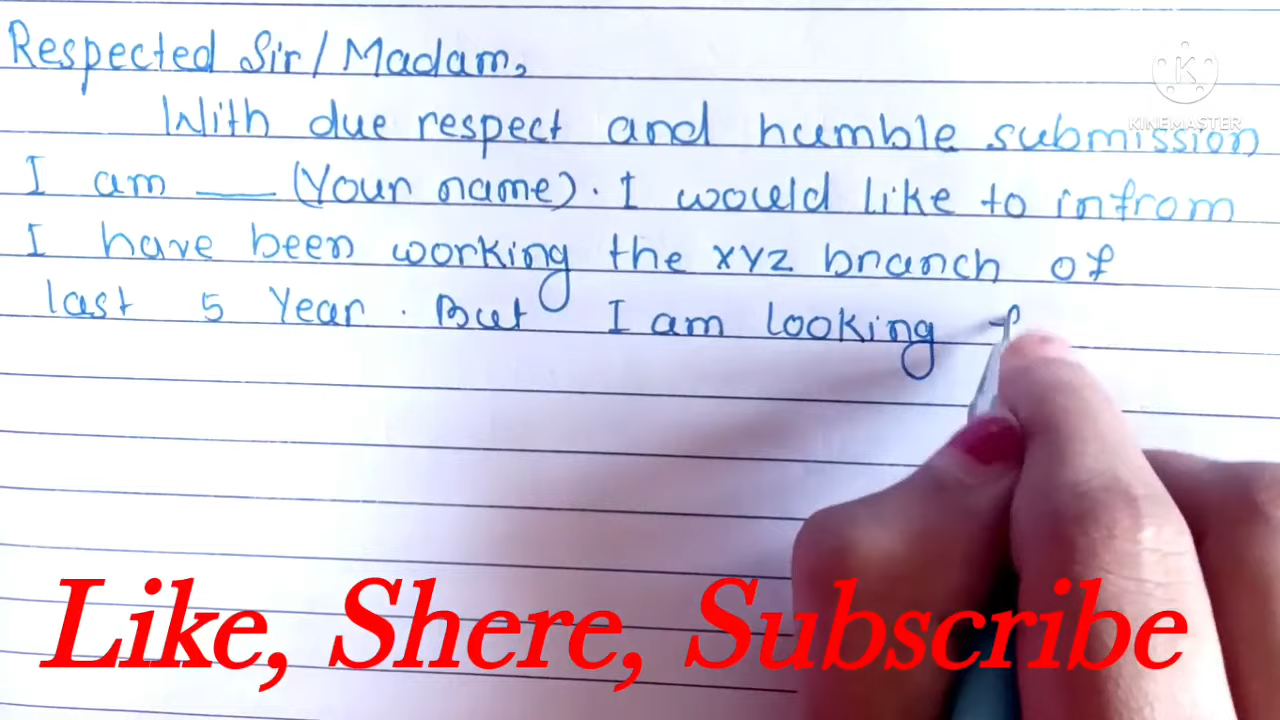 Respected Sir/Madam,
K
KINEMASTER
With due respect and humble submission
I am ___ (Your name). I would like to infrom
I have been working the XYZ branch of
last 5 Year. But I am looking f
Like, Shere, Subscribe